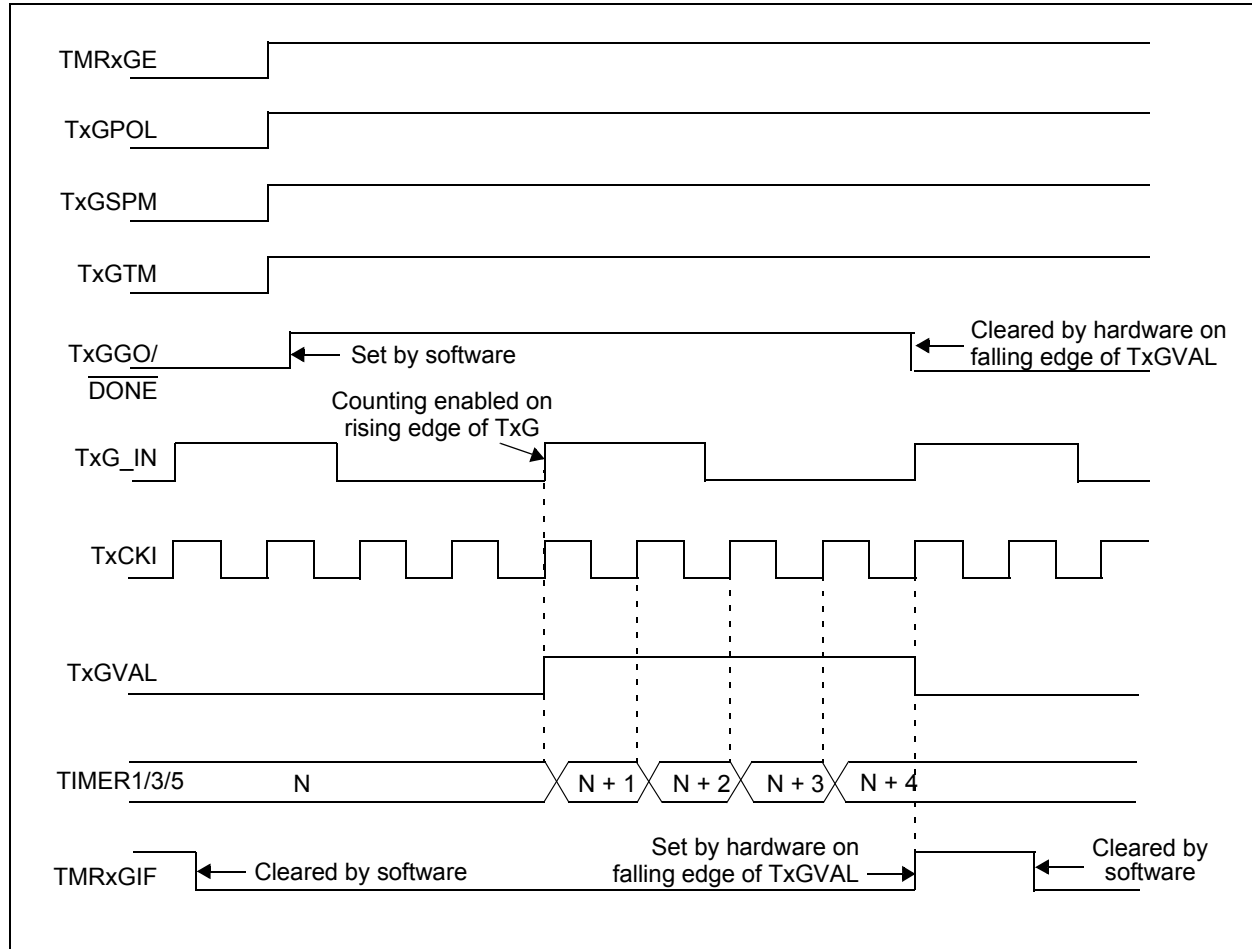 TMRxGE
TxGPOL
TxGSPM
TxGTM
TxGGO/
DONE
Set by software
Cleared by hardware on
falling edge of TxGVAL
Counting enabled on
rising edge of TxG
TxG_IN
TxCKI
TxGVAL
TIMER1/3/5
N
N + 1
N + 2
N + 3
N + 4
TMRxGIF
Cleared by software
Set by hardware on
falling edge of TxGVAL
Cleared by
software